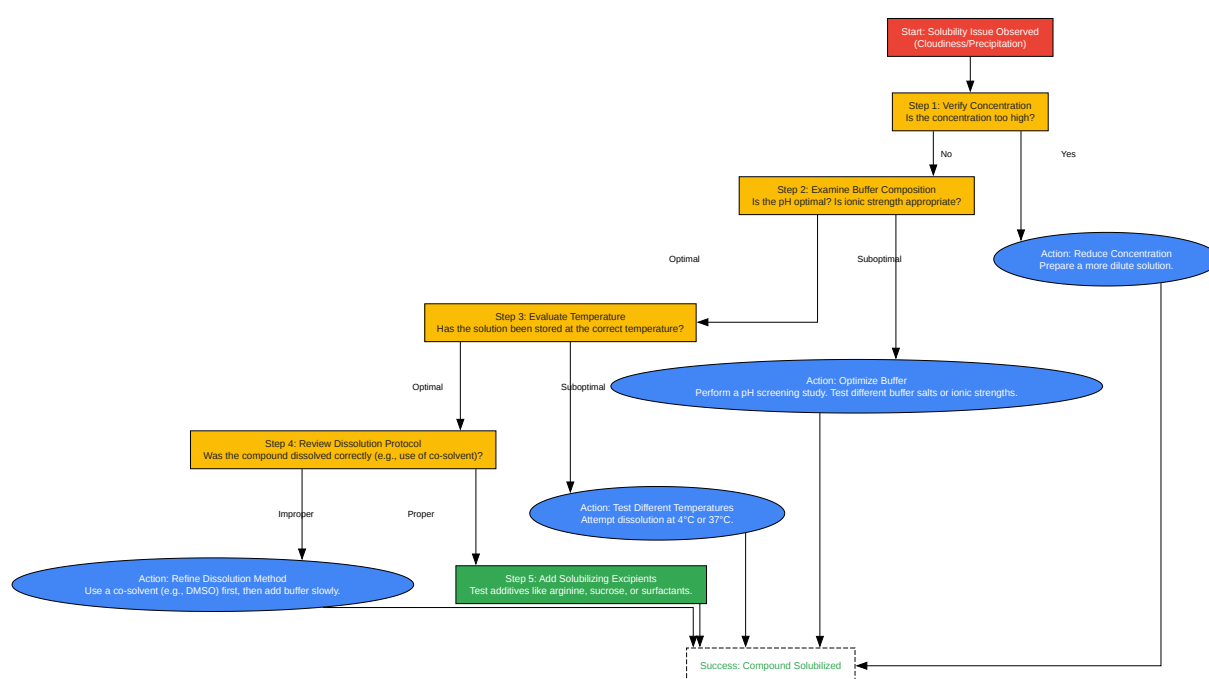 Start: Solubility Issue Observed
(Cloudiness/Precipitation)
Step 1: Verify Concentration
Is the concentration too high?
No
Yes
Step 2: Examine Buffer Composition
Is the pH optimal? Is ionic strength appropriate?
Action: Reduce Concentration
Prepare a more dilute solution.
Optimal
Suboptimal
Step 3: Evaluate Temperature
Has the solution been stored at the correct temperature?
Action: Optimize Buffer
Perform a pH screening study. Test different buffer salts or ionic strengths.
Optimal
Suboptimal
Step 4: Review Dissolution Protocol
Was the compound dissolved correctly (e.g., use of co-solvent)?
Action: Test Different Temperatures
Attempt dissolution at 4°C or 37°C.
Improper
Proper
Action: Refine Dissolution Method
Use a co-solvent (e.g., DMSO) first, then add buffer slowly.
Step 5: Add Solubilizing Excipients
Test additives like arginine, sucrose, or surfactants.
Success: Compound Solubilized